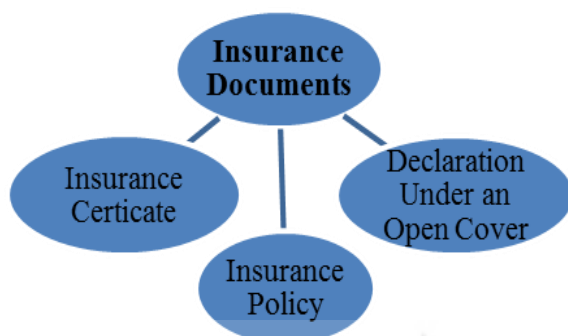 Insurance
Documents
Insurance
Certicate
Declaration
Under an
Open Cover
Insurance
Policy